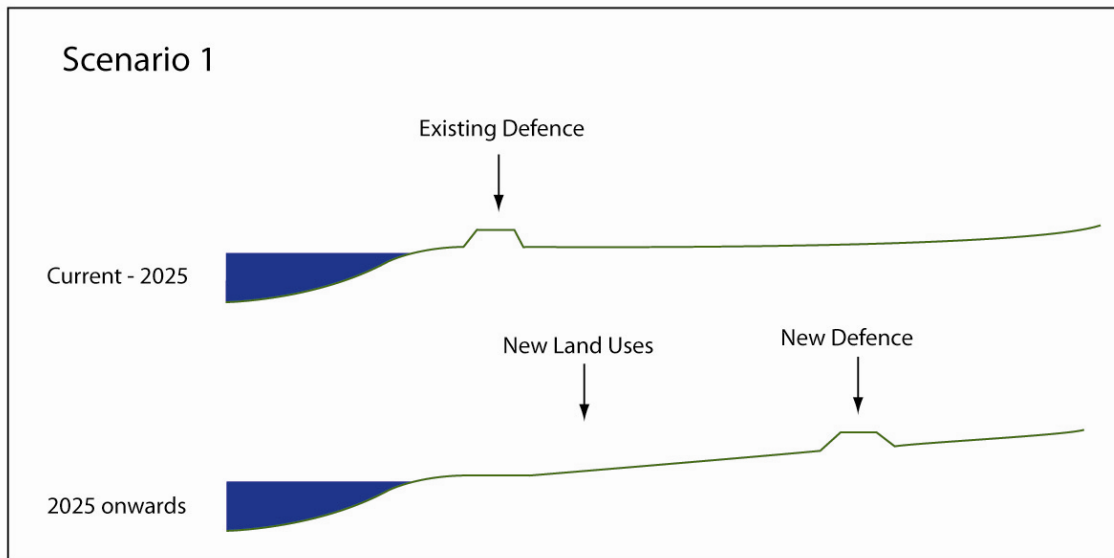 Scenario 1
Existing Defence
Current - 2025
New Land Uses
New Defence
2025 onwards